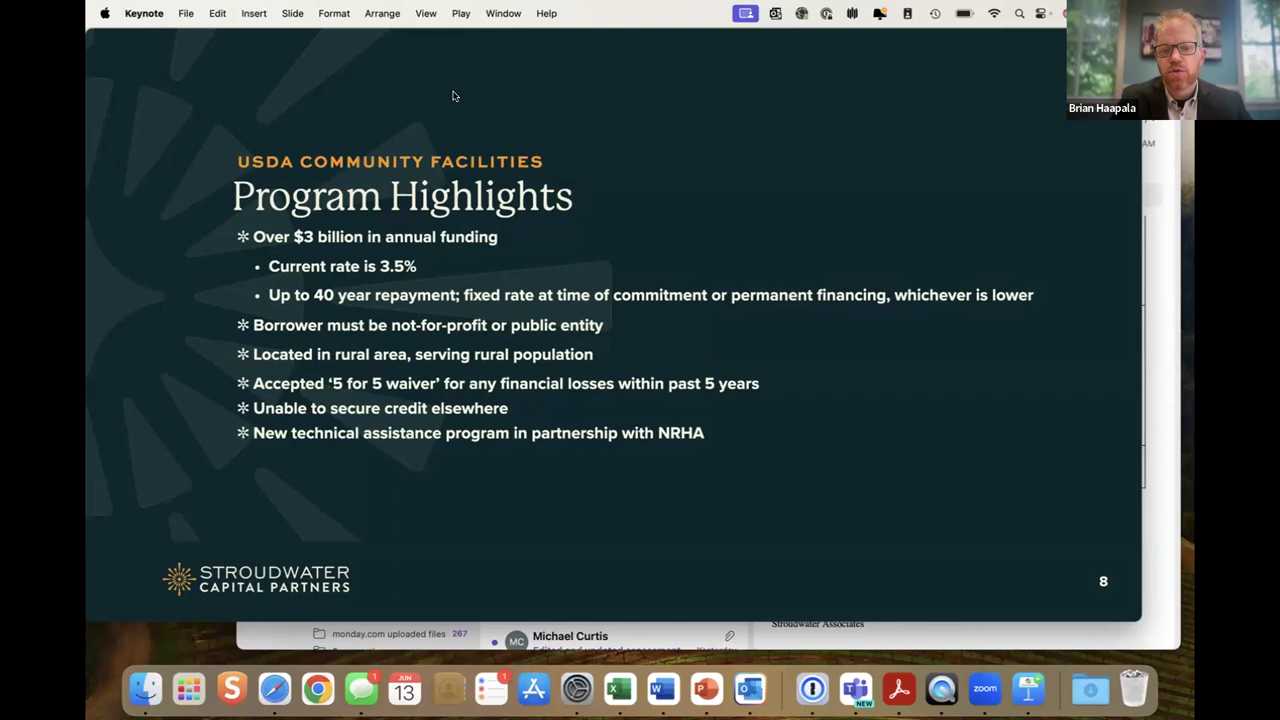 Keynote File Edit Insert Slide Format Arrange View Play Window Help
Brian Haapala
AM
USDA COMMUNITY FACILITIES
Program Highlights
✲ Over $3 billion in annual funding
• Current rate is 3.5%
• Up to 40 year repayment; fixed rate at time of commitment or permanent financing, whichever is lower
✲ Borrower must be not-for-profit or public entity
✲ Located in rural area, serving rural population
✲ Accepted ‘5 for 5 waiver’ for any financial losses within past 5 years
✲ Unable to secure credit elsewhere
✲ New technical assistance program in partnership with NRHA
STROUDWATER
CAPITAL PARTNERS
8
monday.com uploaded files 267
MC Michael Curtis
Stroudwater Associates
JUN
13
1
1
NEW
zoom